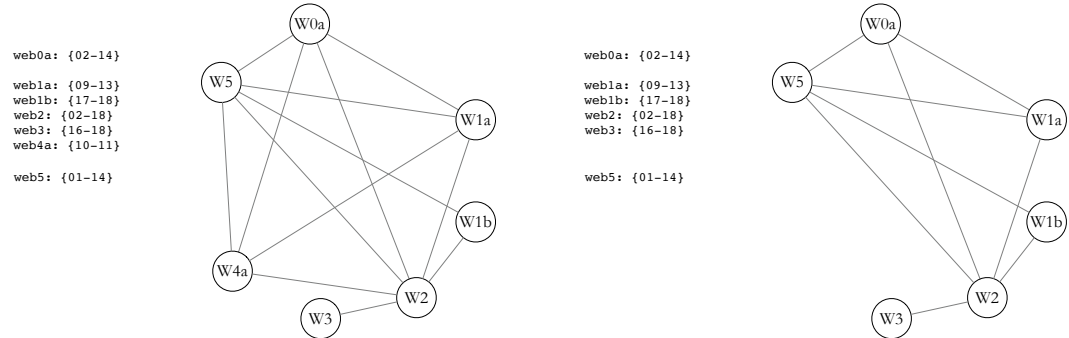 web0a: {02-14}
web1a: {09-13}
web1b: {17-18}
web2: {02-18}
web3: {16-18}
web4a: {10-11}
web5: {01-14}
W0a
W5
W1a
W1b
W4a
W2
W3
web0a: {02-14}
web1a: {09-13}
web1b: {17-18}
web2: {02-18}
web3: {16-18}
web5: {01-14}
W0a
W5
W1a
W1b
W2
W3